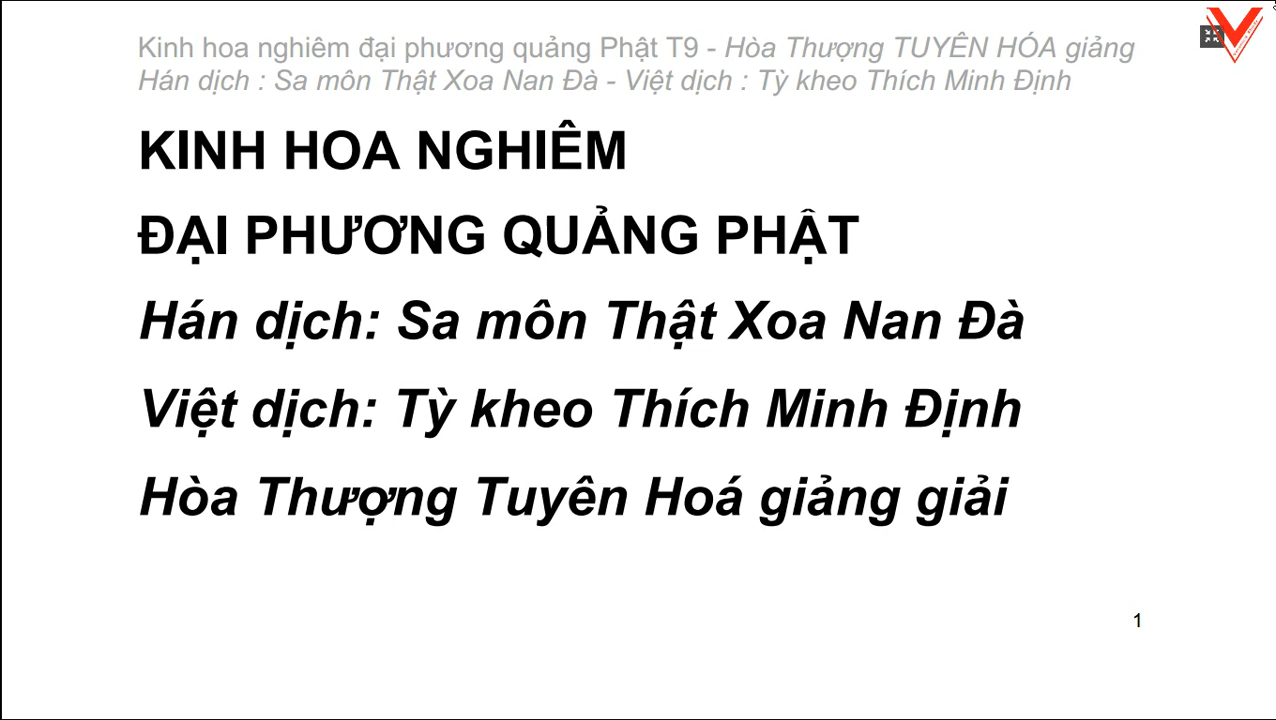 Kinh hoa nghiêm đại phương quảng Phật T9 - Hòa Thượng TUYÊN HÓA giảng
Hán dịch : Sa môn Thật Xoa Nan Đà - Việt dịch : Tỳ kheo Thích Minh Định
KINH HOA NGHIÊM
ĐẠI PHƯƠNG QUẢNG PHẬT
Hán dịch: Sa môn Thật Xoa Nan Đà
Việt dịch: Tỳ kheo Thích Minh Định
Hòa Thượng Tuyên Hoá giảng giải
1